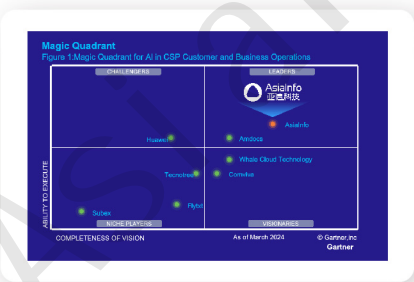 Magic Quadrant
Figure 1:Magic Quadrant for AI in CSP Customer and Business Operations
CHALLENGERS
LEADERS
AsiaInfo
亚信科技
AsiaInfo
Huawei
Amdocs
Whale Cloud Technology
Tecnotree
Comviva
Flytxt
Subex
NICHE PLAYERS
VISIONARIES
ABILITY TO EXECUTE
COMPLETENESS OF VISION
As of March 2024
© Gartner,Inc
Gartner